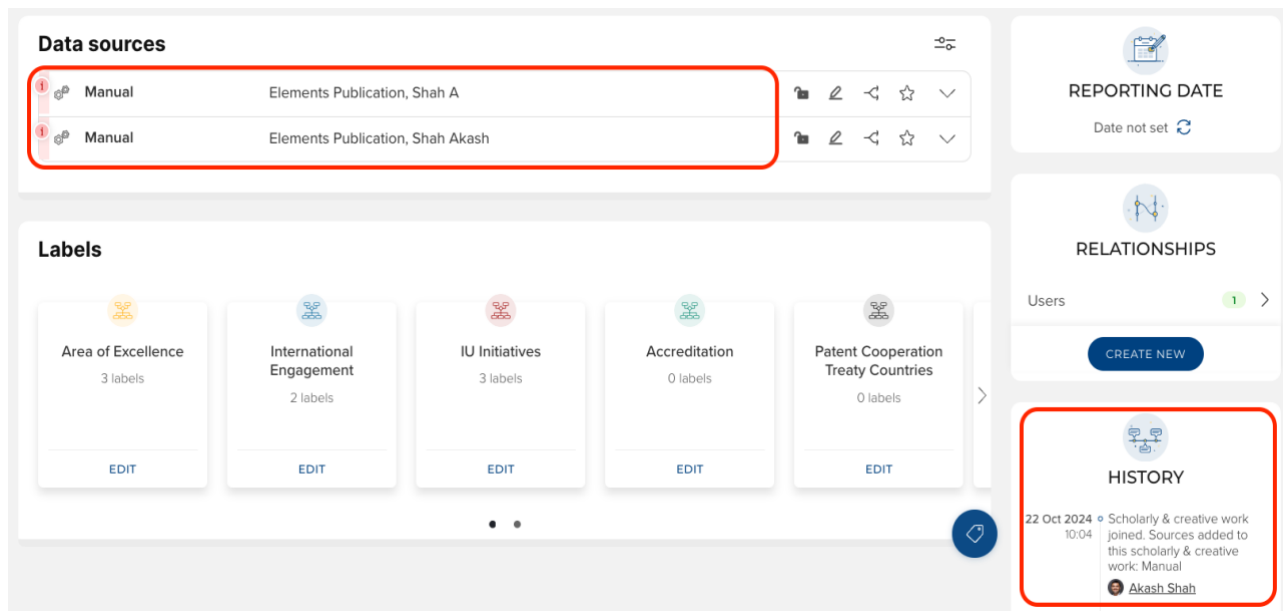 Data sources
Manual Elements Publication, Shah A
Manual Elements Publication, Shah Akash
Labels
Area of Excellence
3 labels
EDIT
International
Engagement
2 labels
EDIT
IU Initiatives
3 labels
EDIT
Accreditation
0 labels
EDIT
Patent Cooperation
Treaty Countries
0 labels
EDIT
REPORTING DATE
Date not set
RELATIONSHIPS
Users 1
CREATE NEW
HISTORY
22 Oct 2024 Scholarly & creative work
10:04 joined. Sources added to
this scholarly & creative
work: Manual
Akash Shah